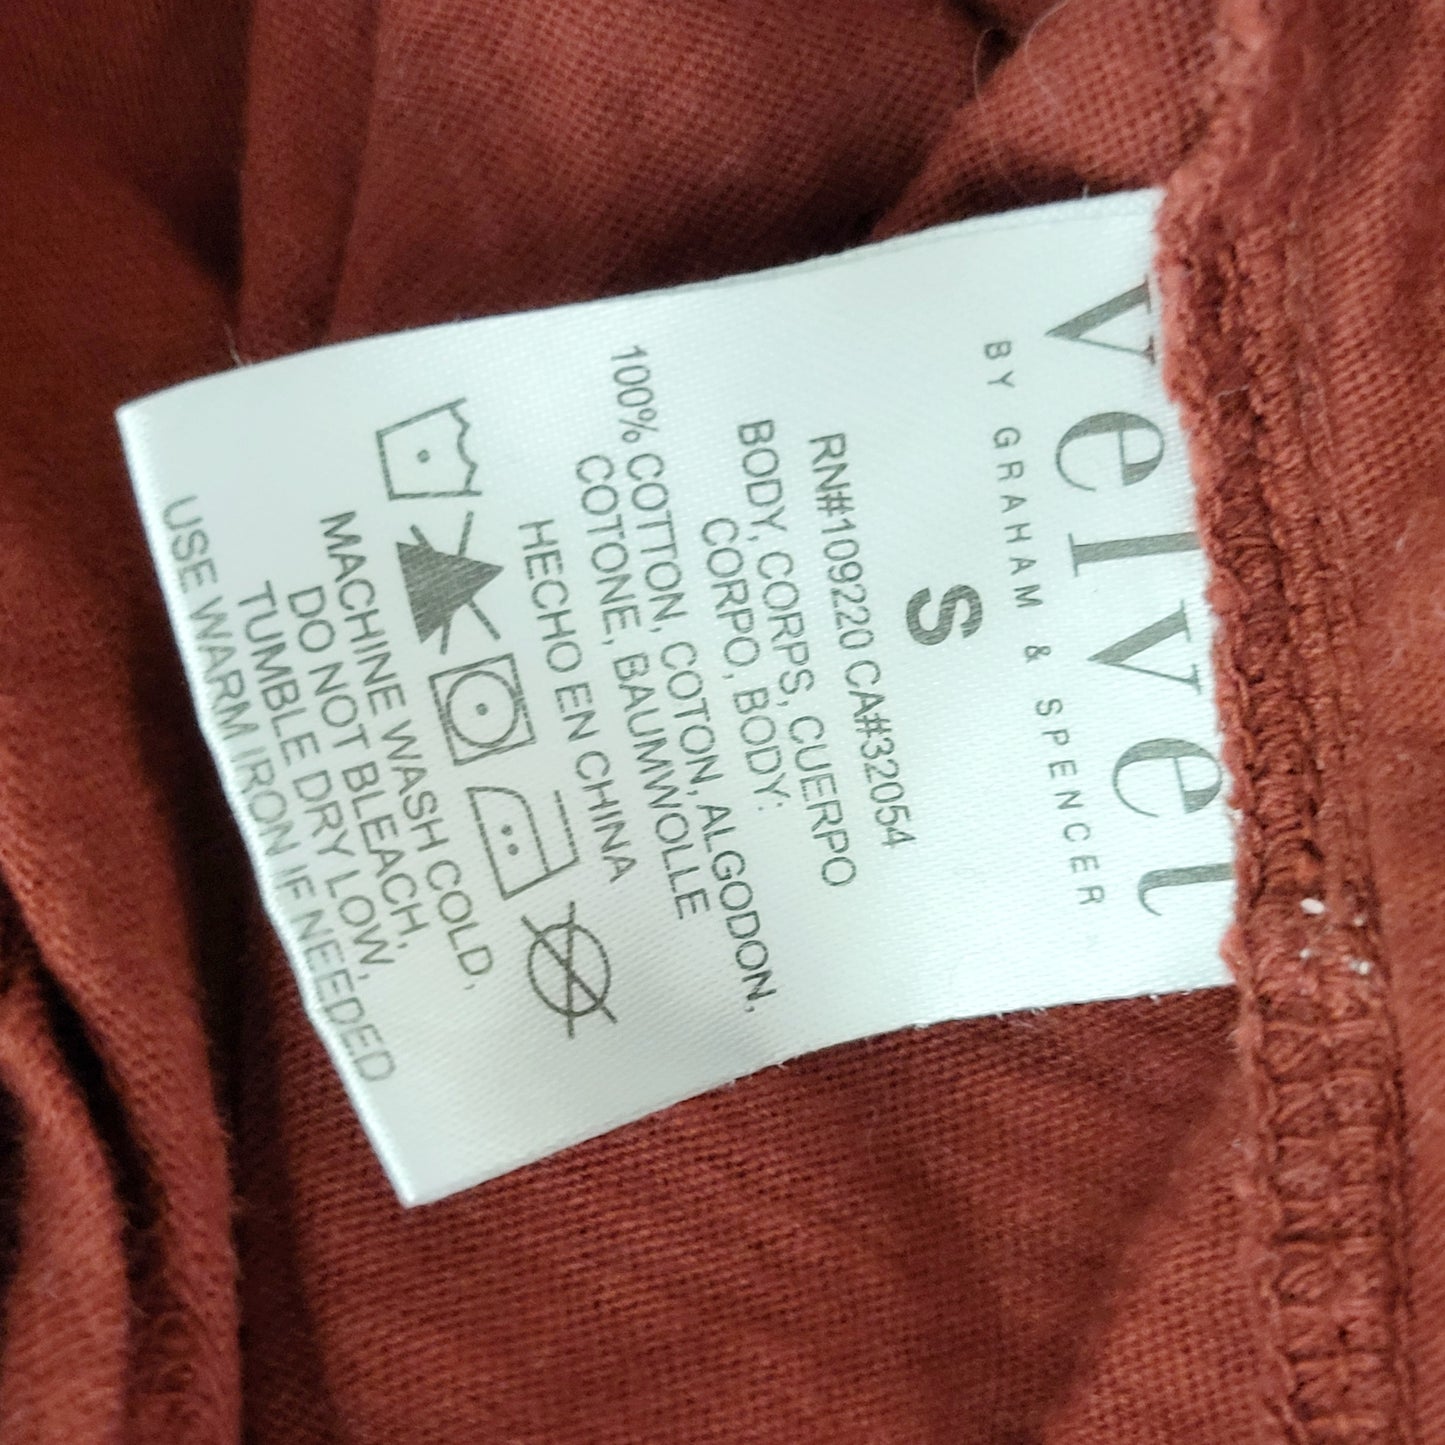 velvet
BY GRAHAM & SPENCER
S
RN#109220 CA#32054
BODY, CORPS, CUERPO
CORPO, BODY:
100% COTTON, COTON, ALGODON,
COTONE, BAUMWOLLE
HECHO EN CHINA
MACHINE WASH COLD,
DO NOT BLEACH,
TUMBLE DRY LOW,
USE WARM IRON IF NEEDED